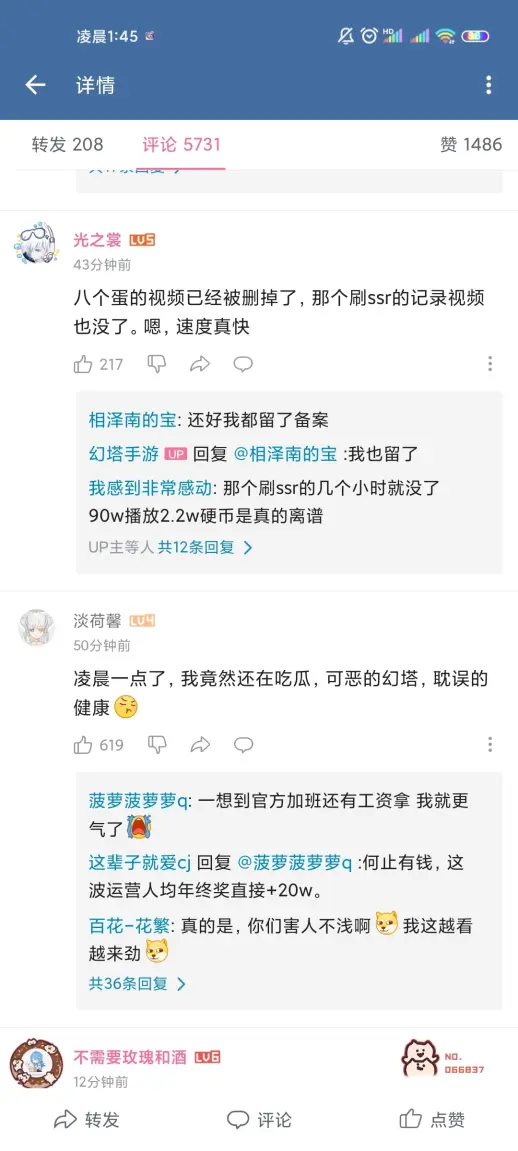 凌晨1:45
HD
详情
转发 208
评论 5731
赞 1486
光之裳 LV5
43分钟前
八个蛋的视频已经被删掉了，那个刷ssr的记录视频
也没了。嗯，速度真快
217
相泽南的宝: 还好我都留了备案
幻塔手游 UP 回复 @相泽南的宝 :我也留了
我感到非常感动: 那个刷ssr的几个小时就没了
90w播放2.2w硬币是真的离谱
UP主等人 共12条回复 >
淡荷馨 LV4
50分钟前
凌晨一点了，我竟然还在吃瓜，可恶的幻塔，耽误的
健康
619
菠萝菠萝萝q: 一想到官方加班还有工资拿 我就更
气了
这辈子就爱cj 回复 @菠萝菠萝萝q :何止有钱，这
波运营人均年终奖直接+20w。
百花-花繁: 真的是，你们害人不浅啊 我这越看
越来劲
共36条回复 >
不需要玫瑰和酒 LV6
NO.
066837
12分钟前
转发
评论
点赞